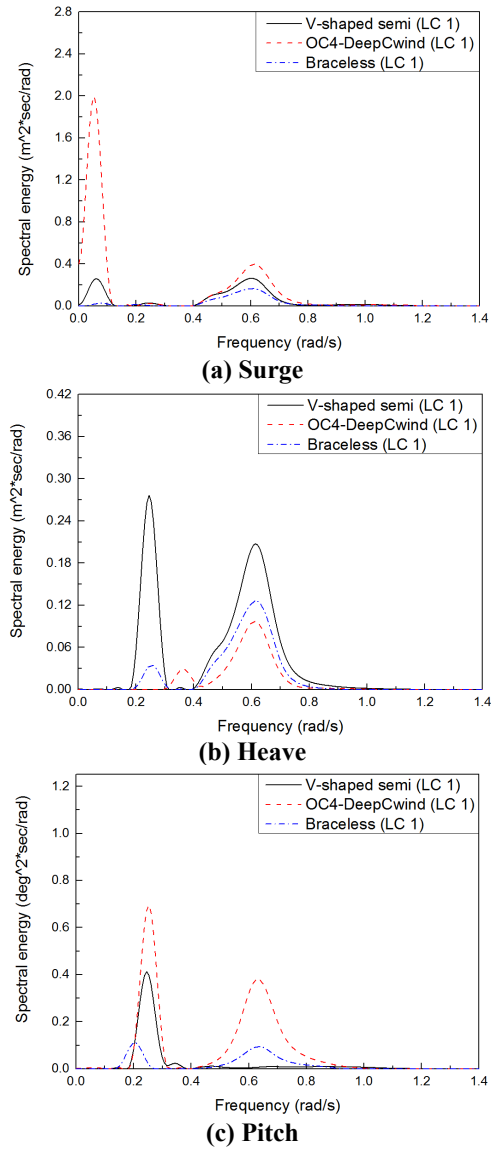 2.8
2.4
2.0
1.6
1.2
0.8
0.4
0.0
Spectral energy (m^2*sec/rad)
V-shaped semi (LC 1)
OC4-DeepCwind (LC 1)
Braceless (LC 1)
0.0 0.2 0.4 0.6 0.8 1.0 1.2 1.4
Frequency (rad/s)
(a) Surge
0.42
0.36
0.30
0.24
0.18
0.12
0.06
0.00
Spectral energy (m^2*sec/rad)
V-shaped semi (LC 1)
OC4-DeepCwind (LC 1)
Braceless (LC 1)
0.0 0.2 0.4 0.6 0.8 1.0 1.2 1.4
Frequency (rad/s)
(b) Heave
1.2
1.0
0.8
0.6
0.4
0.2
0.0
Spectral energy (deg^2*sec/rad)
V-shaped semi (LC 1)
OC4-DeepCwind (LC 1)
Braceless (LC 1)
0.0 0.2 0.4 0.6 0.8 1.0 1.2 1.4
Frequency (rad/s)
(c) Pitch